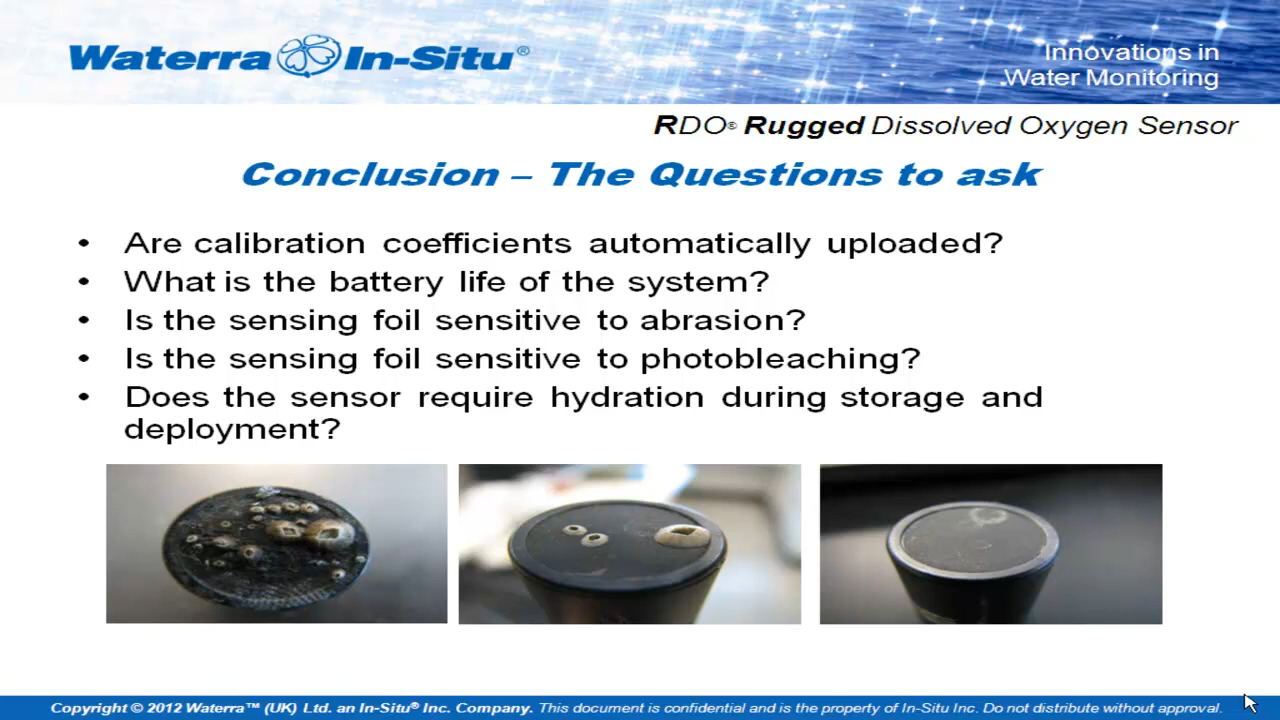 Waterra In-Situ®
Innovations in
Water Monitoring
RDO® Rugged Dissolved Oxygen Sensor
Conclusion – The Questions to ask
• Are calibration coefficients automatically uploaded?
• What is the battery life of the system?
• Is the sensing foil sensitive to abrasion?
• Is the sensing foil sensitive to photobleaching?
• Does the sensor require hydration during storage and
deployment?
Copyright © 2012 Waterra™ (UK) Ltd. an In-Situ® Inc. Company. This document is confidential and is the property of In-Situ Inc. Do not distribute without approval.